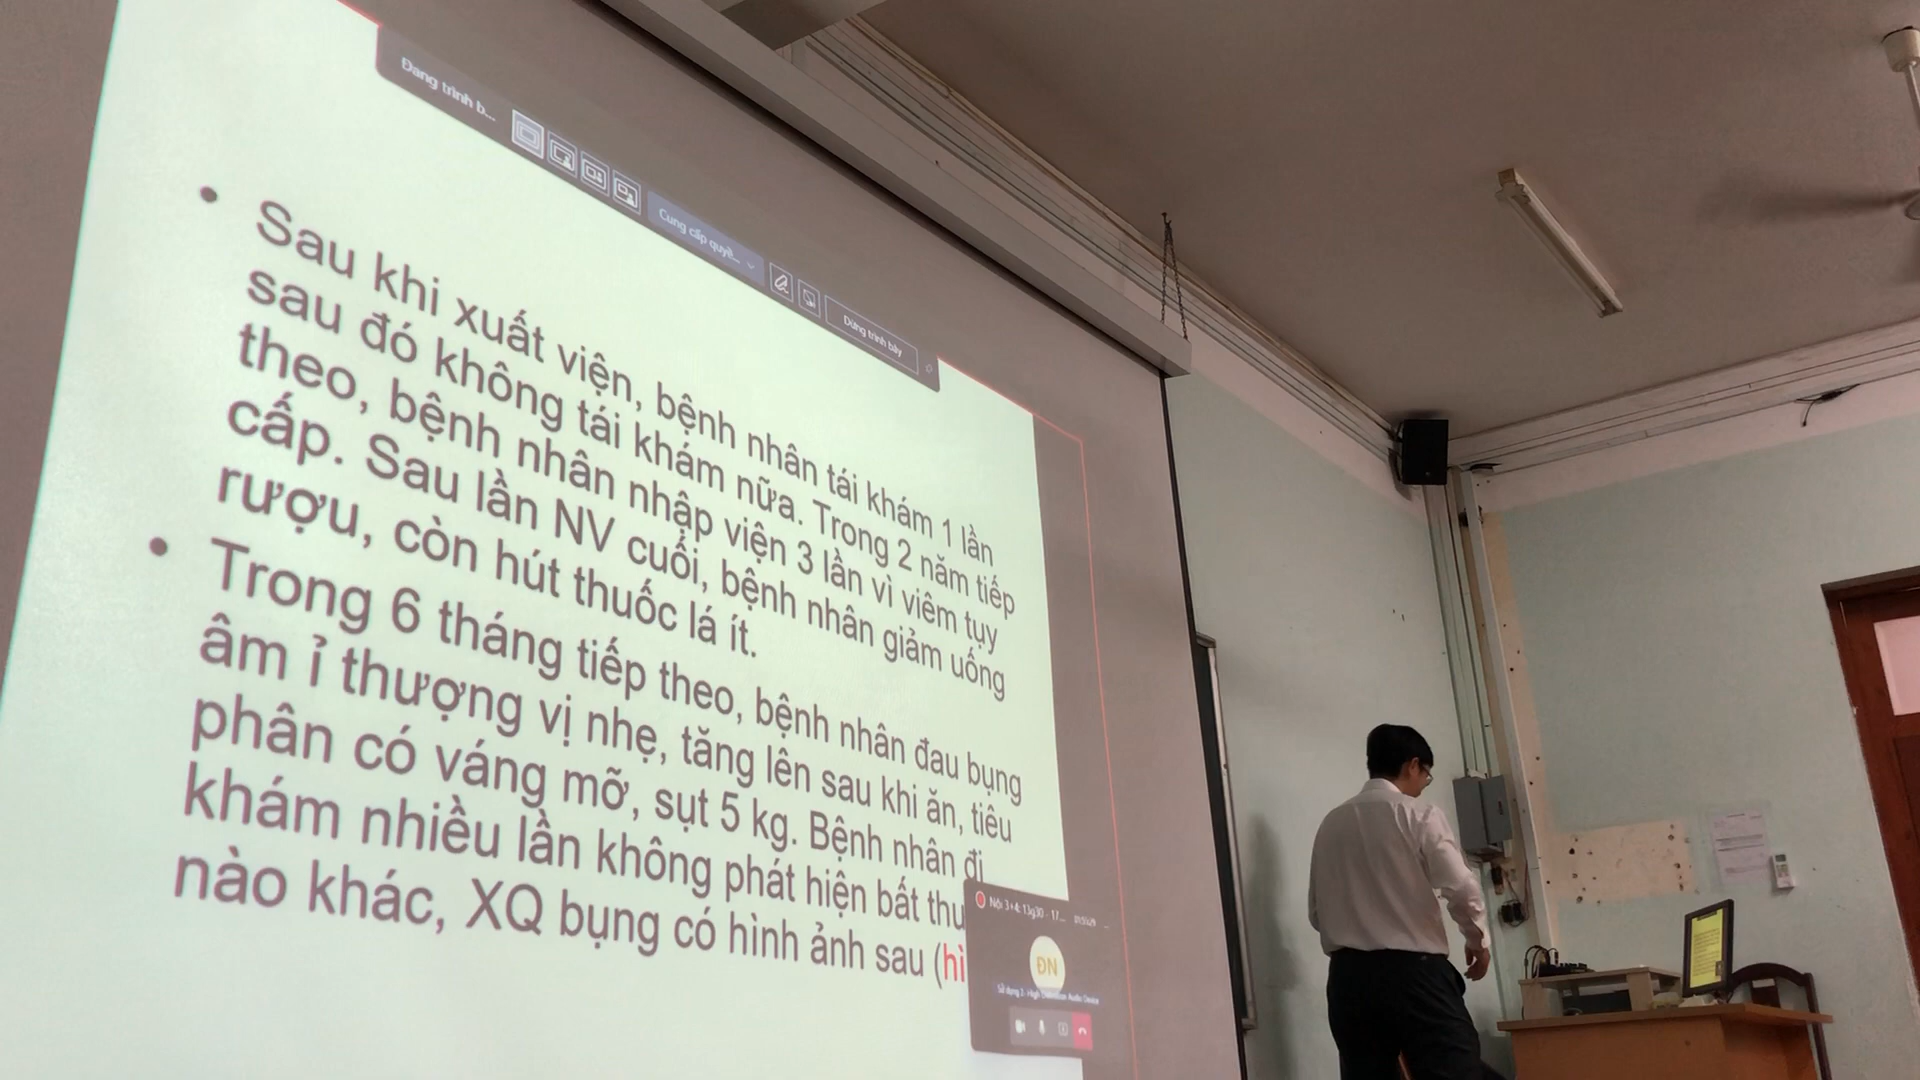 Đang trình b...
Cung cấp quyề...
Dừng trình bày
• Sau khi xuất viện, bệnh nhân tái khám 1 lần
sau đó không tái khám nữa. Trong 2 năm tiếp
theo, bệnh nhân nhập viện 3 lần vì viêm tụy
cấp. Sau lần NV cuối, bệnh nhân giảm uống
rượu, còn hút thuốc lá ít.
• Trong 6 tháng tiếp theo, bệnh nhân đau bụng
âm ỉ thượng vị nhẹ, tăng lên sau khi ăn, tiêu
phân có váng mỡ, sụt 5 kg. Bệnh nhân đi
khám nhiều lần không phát hiện bất thư
nào khác, XQ bụng có hình ảnh sau (hì
Nội 3+4: 13g30 - 17...
ĐN